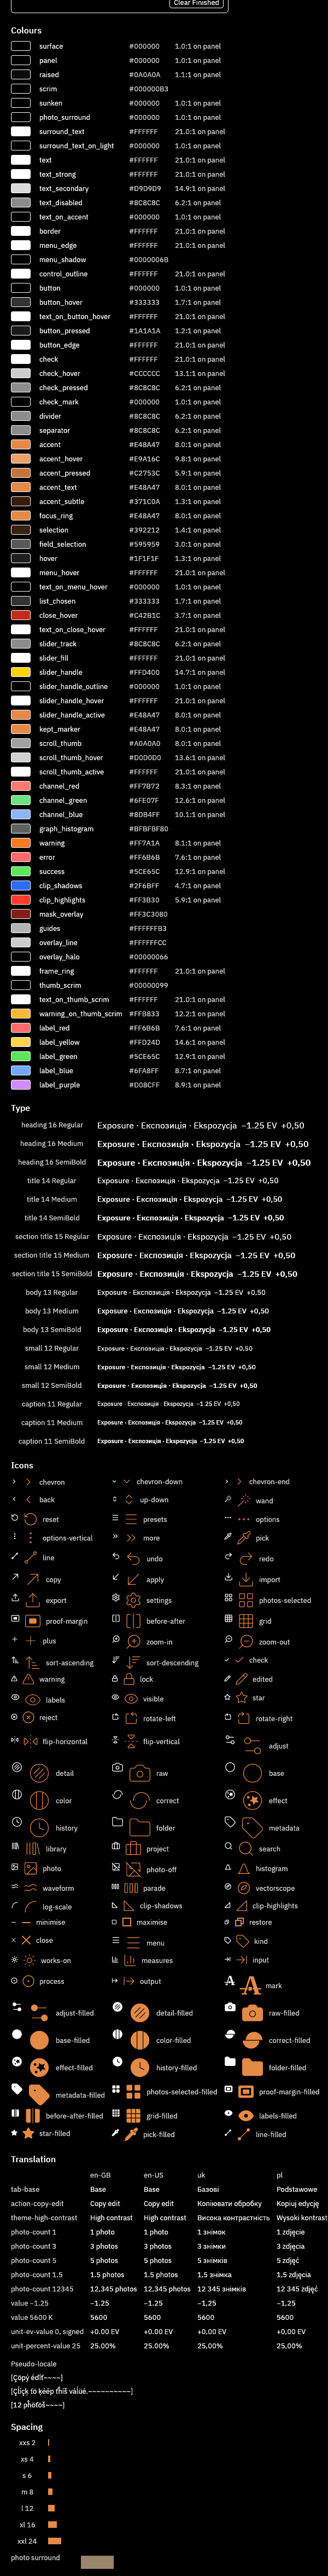 Clear Finished
Colours
surface #000000 1.0:1 on panel
panel #000000 1.0:1 on panel
raised #0A0A0A 1.1:1 on panel
scrim #000000B3
sunken #000000 1.0:1 on panel
photo_surround #000000 1.0:1 on panel
surround_text #FFFFFF 21.0:1 on panel
surround_text_on_light #000000 1.0:1 on panel
text #FFFFFF 21.0:1 on panel
text_strong #FFFFFF 21.0:1 on panel
text_secondary #D9D9D9 14.9:1 on panel
text_disabled #8C8C8C 6.2:1 on panel
text_on_accent #000000 1.0:1 on panel
border #FFFFFF 21.0:1 on panel
menu_edge #FFFFFF 21.0:1 on panel
menu_shadow #0000006B
control_outline #FFFFFF 21.0:1 on panel
button #000000 1.0:1 on panel
button_hover #333333 1.7:1 on panel
text_on_button_hover #FFFFFF 21.0:1 on panel
button_pressed #1A1A1A 1.2:1 on panel
button_edge #FFFFFF 21.0:1 on panel
check #FFFFFF 21.0:1 on panel
check_hover #CCCCCC 13.1:1 on panel
check_pressed #8C8C8C 6.2:1 on panel
check_mark #000000 1.0:1 on panel
divider #8C8C8C 6.2:1 on panel
separator #8C8C8C 6.2:1 on panel
accent #E48A47 8.0:1 on panel
accent_hover #E9A16C 9.8:1 on panel
accent_pressed #C2753C 5.9:1 on panel
accent_text #E48A47 8.0:1 on panel
accent_subtle #371C0A 1.3:1 on panel
focus_ring #E48A47 8.0:1 on panel
selection #392212 1.4:1 on panel
field_selection #595959 3.0:1 on panel
hover #1F1F1F 1.3:1 on panel
menu_hover #FFFFFF 21.0:1 on panel
text_on_menu_hover #000000 1.0:1 on panel
list_chosen #333333 1.7:1 on panel
close_hover #C42B1C 3.7:1 on panel
text_on_close_hover #FFFFFF 21.0:1 on panel
slider_track #8C8C8C 6.2:1 on panel
slider_fill #FFFFFF 21.0:1 on panel
slider_handle #FFD400 14.7:1 on panel
slider_handle_outline #000000 1.0:1 on panel
slider_handle_hover #FFFFFF 21.0:1 on panel
slider_handle_active #E48A47 8.0:1 on panel
kept_marker #E48A47 8.0:1 on panel
scroll_thumb #A0A0A0 8.0:1 on panel
scroll_thumb_hover #D0D0D0 13.6:1 on panel
scroll_thumb_active #FFFFFF 21.0:1 on panel
channel_red #FF7B72 8.3:1 on panel
channel_green #6FE07F 12.6:1 on panel
channel_blue #8DB4FF 10.1:1 on panel
graph_histogram #BFBFBF80
warning #FF7A1A 8.1:1 on panel
error #FF6B6B 7.6:1 on panel
success #5CE65C 12.9:1 on panel
clip_shadows #2F6BFF 4.7:1 on panel
clip_highlights #FF3B30 5.9:1 on panel
mask_overlay #FF3C3080
guides #FFFFFFB3
overlay_line #FFFFFFCC
overlay_halo #00000066
frame_ring #FFFFFF 21.0:1 on panel
thumb_scrim #00000099
text_on_thumb_scrim #FFFFFF 21.0:1 on panel
warning_on_thumb_scrim #FFB833 12.2:1 on panel
label_red #FF6B6B 7.6:1 on panel
label_yellow #FFD24D 14.6:1 on panel
label_green #5CE65C 12.9:1 on panel
label_blue #6FA8FF 8.7:1 on panel
label_purple #D08CFF 8.9:1 on panel
Type
heading 16 Regular Exposure · Експозиція · Ekspozycja −1.25 EV +0,50
heading 16 Medium Exposure · Експозиція · Ekspozycja −1.25 EV +0,50
heading 16 SemiBold Exposure · Експозиція · Ekspozycja −1.25 EV +0,50
title 14 Regular Exposure · Експозиція · Ekspozycja −1.25 EV +0,50
title 14 Medium Exposure · Експозиція · Ekspozycja −1.25 EV +0,50
title 14 SemiBold Exposure · Експозиція · Ekspozycja −1.25 EV +0,50
section title 15 Regular Exposure · Експозиція · Ekspozycja −1.25 EV +0,50
section title 15 Medium Exposure · Експозиція · Ekspozycja −1.25 EV +0,50
section title 15 SemiBold Exposure · Експозиція · Ekspozycja −1.25 EV +0,50
body 13 Regular Exposure · Експозиція · Ekspozycja −1.25 EV +0,50
body 13 Medium Exposure · Експозиція · Ekspozycja −1.25 EV +0,50
body 13 SemiBold Exposure · Експозиція · Ekspozycja −1.25 EV +0,50
small 12 Regular Exposure · Експозиція · Ekspozycja −1.25 EV +0,50
small 12 Medium Exposure · Експозиція · Ekspozycja −1.25 EV +0,50
small 12 SemiBold Exposure · Експозиція · Ekspozycja −1.25 EV +0,50
caption 11 Regular Exposure · Експозиція · Ekspozycja −1.25 EV +0,50
caption 11 Medium Exposure · Експозиція · Ekspozycja −1.25 EV +0,50
caption 11 SemiBold Exposure · Експозиція · Ekspozycja −1.25 EV +0,50
Icons
chevron chevron-down chevron-end
back up-down wand
reset presets options
options-vertical more pick
line undo redo
copy apply import
export settings photos-selected
proof-margin before-after grid
plus zoom-in zoom-out
sort-ascending sort-descending check
warning lock edited
labels visible star
reject rotate-left rotate-right
flip-horizontal flip-vertical adjust
detail raw base
color correct effect
history folder metadata
library project search
photo photo-off histogram
waveform parade vectorscope
log-scale clip-shadows clip-highlights
minimise maximise restore
close menu kind
works-on measures input
process output mark
adjust-filled detail-filled raw-filled
base-filled color-filled correct-filled
effect-filled history-filled folder-filled
metadata-filled photos-selected-filled proof-margin-filled
before-after-filled grid-filled labels-filled
star-filled pick-filled line-filled
Translation
en-GB en-US uk pl
tab-base Base Base Базові Podstawowe
action-copy-edit Copy edit Copy edit Копіювати обробку Kopiuj edycję
theme-high-contrast High contrast High contrast Висока контрастність Wysoki kontrast
photo-count 1 1 photo 1 photo 1 знімок 1 zdjęcie
photo-count 3 3 photos 3 photos 3 знімки 3 zdjęcia
photo-count 5 5 photos 5 photos 5 знімків 5 zdjęć
photo-count 1.5 1.5 photos 1.5 photos 1,5 знімка 1,5 zdjęcia
photo-count 12345 12,345 photos 12,345 photos 12 345 знімків 12 345 zdjęć
value −1.25 −1.25 −1.25 −1,25 −1,25
value 5600 K 5600 5600 5600 5600
unit-ev-value 0, signed +0.00 EV +0.00 EV +0,00 EV +0,00 EV
unit-percent-value 25 25.00% 25.00% 25,00% 25,00%
Pseudo-locale
Spacing
xxs 2
xs 4
s 6
m 8
l 12
xl 16
xxl 24
photo surround